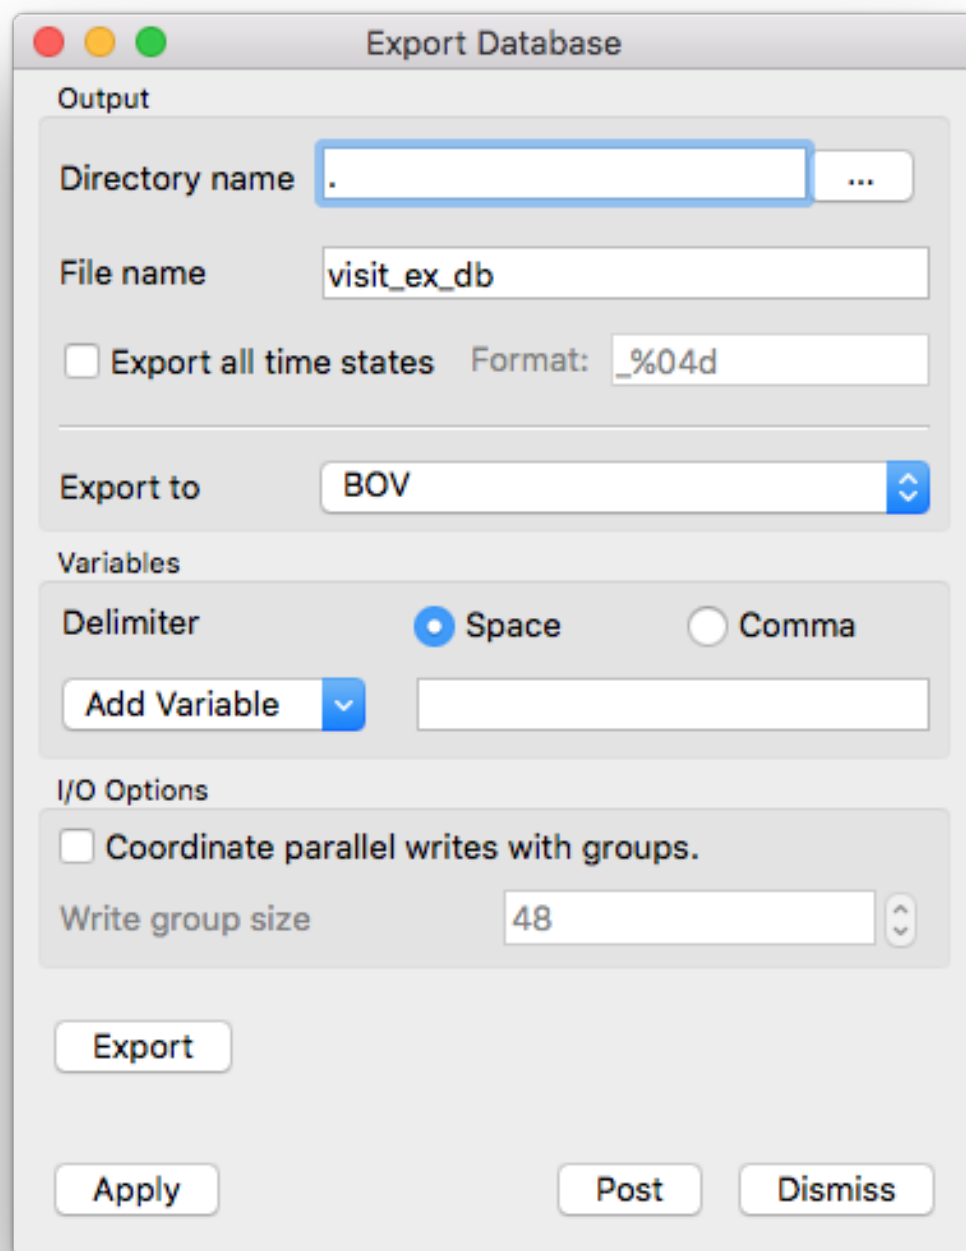 Export Database
Output
Directory name . ...
File name visit_ex_db
Export all time states Format: _%04d
Export to BOV
Variables
Delimiter Space Comma
Add Variable
I/O Options
Coordinate parallel writes with groups.
Write group size 48
Export
Apply Post Dismiss